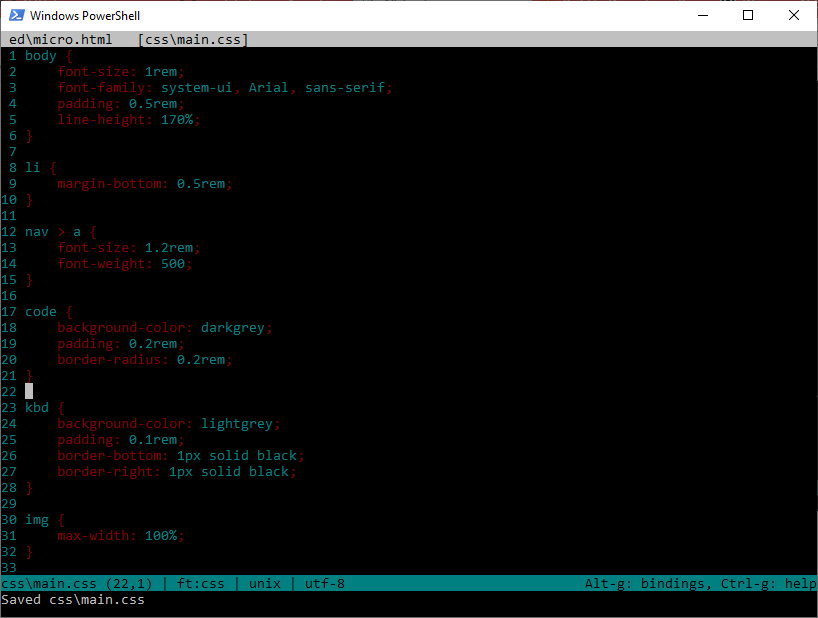 Windows PowerShell
ed\micro.html   [css\main.css]
1 body {
2     font-size: 1rem;
3     font-family: system-ui, Arial, sans-serif;
4     padding: 0.5rem;
5     line-height: 170%;
6 }
7
8 li {
9     margin-bottom: 0.5rem;
10 }
11
12 nav > a {
13     font-size: 1.2rem;
14     font-weight: 500;
15 }
16
17 code {
18     background-color: darkgrey;
19     padding: 0.2rem;
20     border-radius: 0.2rem;
21 }
22
23 kbd {
24     background-color: lightgrey;
25     padding: 0.1rem;
26     border-bottom: 1px solid black;
27     border-right: 1px solid black;
28 }
29
30 img {
31     max-width: 100%;
32 }
33
css\main.css (22,1) | ft:css | unix | utf-8 Alt-g: bindings, Ctrl-g: help
Saved css\main.css